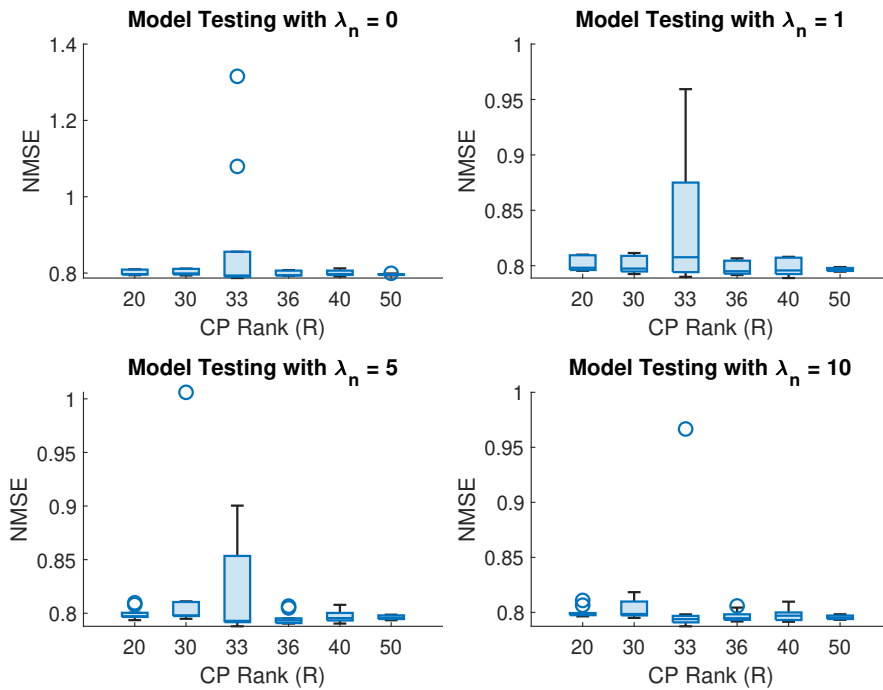 Model Testing with λn = 0
1.4
1.2
1
0.8
NMSE
20 30 33 36 40 50
CP Rank (R)
Model Testing with λn = 1
1
0.95
0.9
0.85
0.8
NMSE
20 30 33 36 40 50
CP Rank (R)
Model Testing with λn = 5
1
0.95
0.9
0.85
0.8
NMSE
20 30 33 36 40 50
CP Rank (R)
Model Testing with λn = 10
1
0.95
0.9
0.85
0.8
NMSE
20 30 33 36 40 50
CP Rank (R)